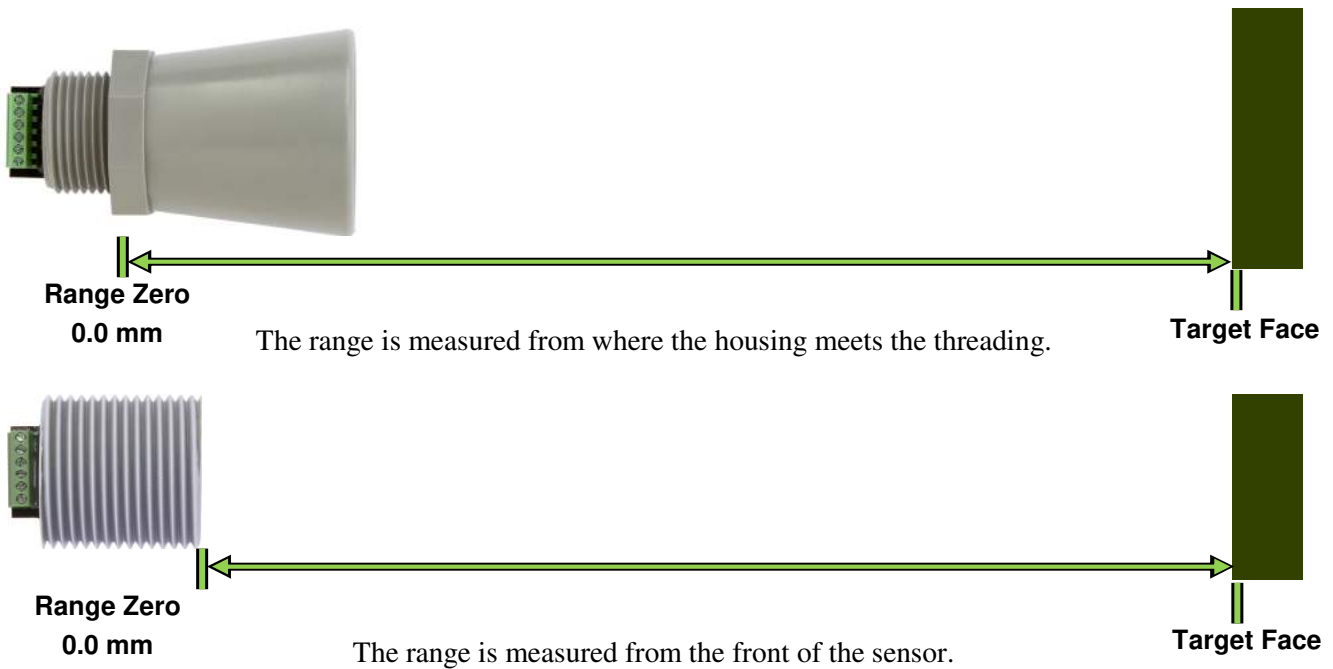 Range Zero
0.0 mm
The range is measured from where the housing meets the threading.
Target Face
Range Zero
0.0 mm
The range is measured from the front of the sensor.
Target Face